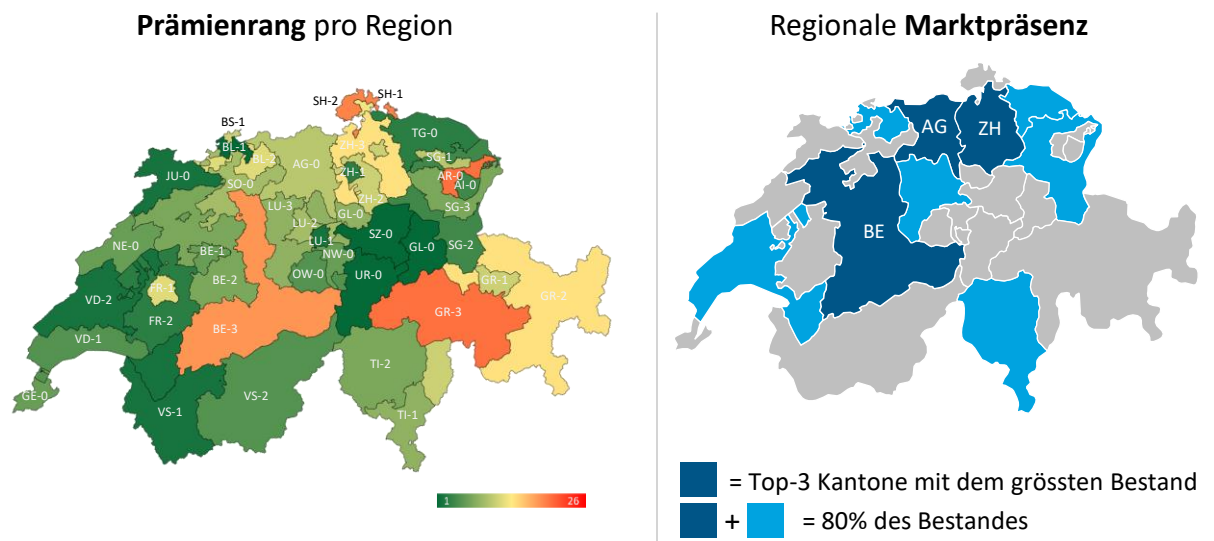 Prämienrang pro Region
Regionale Marktpräsenz
SH-2
SH-1
BS-1
BL-1
BL-2
TG-0
ZH-3
AG-0
SG-1
JU-0
ZH-1
AR-0
AI-0
SO-0
ZH-2
LU-3
GL-0
SG-3
LU-2
NE-0
BE-1
LU-1
NW-0
SZ-0
GL-0
SG-2
BE-2
OW-0
UR-0
FR-1
GR-1
GR-2
VD-2
FR-2
BE-3
GR-3
VD-1
TI-2
GE-0
VS-2
VS-1
TI-1
1 26
AG
ZH
BE
= Top-3 Kantone mit dem grössten Bestand
+ = 80% des Bestandes